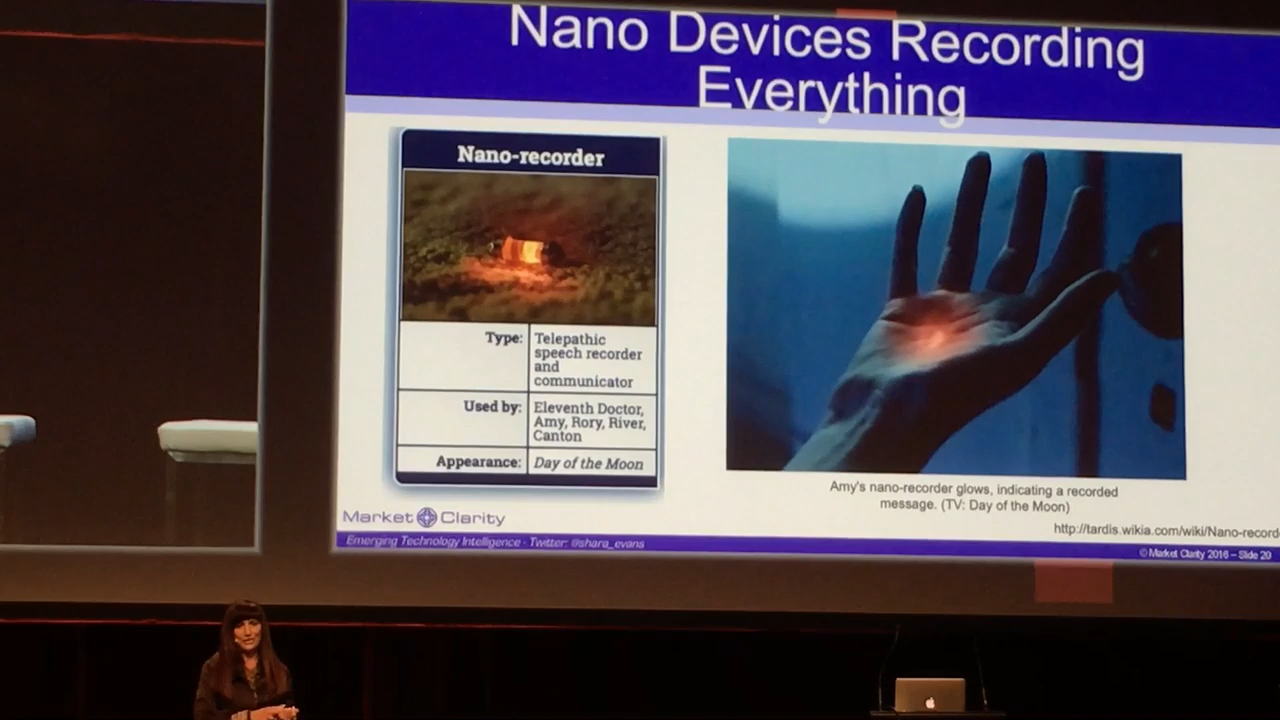 Nano Devices Recording
Everything
Nano-recorder
Type: Telepathic
speech recorder
and
communicator
Used by: Eleventh Doctor,
Amy, Rory, River,
Canton
Appearance: Day of the Moon
Amy's nano-recorder glows, indicating a recorded
message. (TV: Day of the Moon)
http://tardis.wikia.com/wiki/Nano-record
Market Clarity
Emerging Technology Intelligence - Twitter: @shara_evans
© Market Clarity 2016 – Slide 20